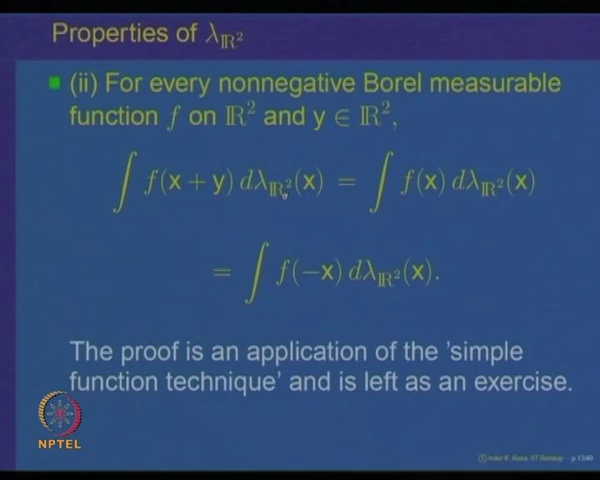 Properties of λ_ℝ²
(ii) For every nonnegative Borel measurable
function f on ℝ² and y ∈ ℝ²,
∫ f(x + y) dλ_ℝ²(x) = ∫ f(x) dλ_ℝ²(x)
= ∫ f(−x) dλ_ℝ²(x).
The proof is an application of the 'simple
function technique' and is left as an exercise.
NPTEL